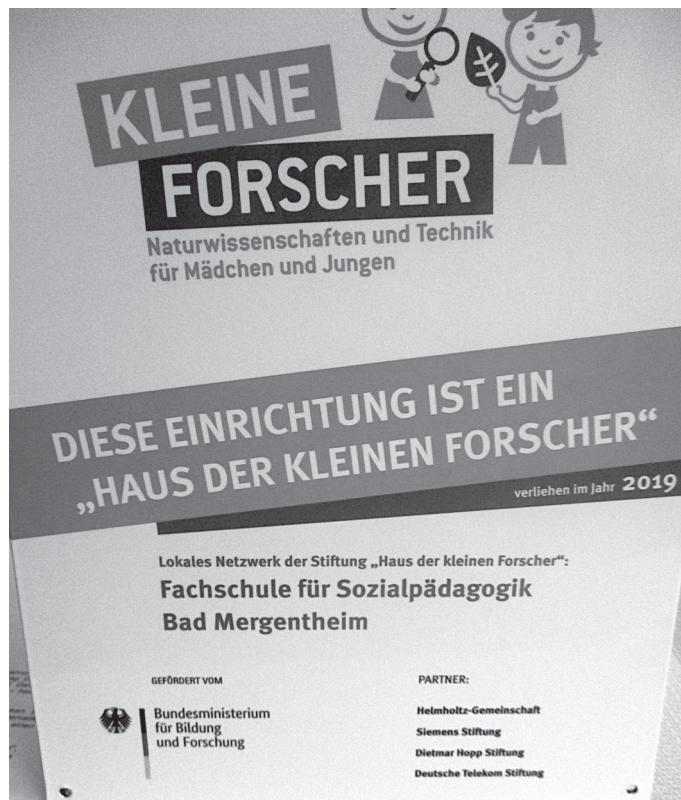 KLEINE
FORSCHER
Naturwissenschaften und Technik
für Mädchen und Jungen
DIESE EINRICHTUNG IST EIN
„HAUS DER KLEINEN FORSCHER“
verliehen im Jahr 2019
Lokales Netzwerk der Stiftung „Haus der kleinen Forscher“:
Fachschule für Sozialpädagogik
Bad Mergentheim
GEFÖRDERT VOM
Bundesministerium
für Bildung
und Forschung
PARTNER:
Helmholtz-Gemeinschaft
Siemens Stiftung
Dietmar Hopp Stiftung
Deutsche Telekom Stiftung